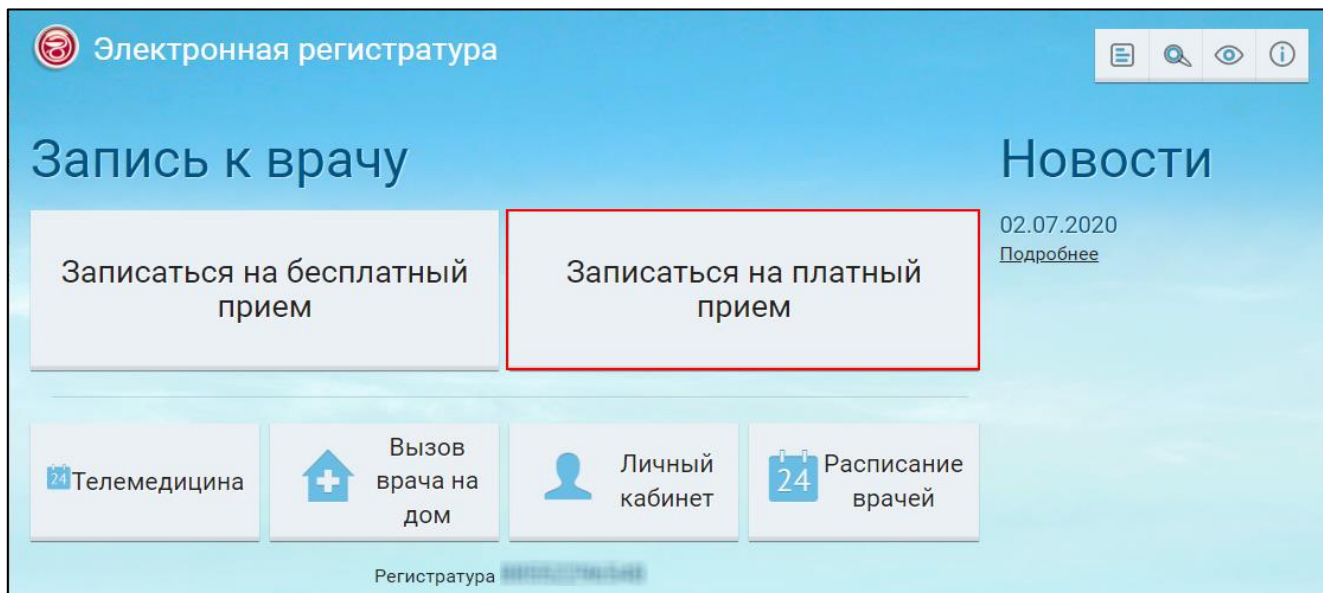 Электронная регистратура
Запись к врачу
Записаться на бесплатный
прием
Записаться на платный
прием
Новости
02.07.2020
Подробнее
24
Телемедицина
Вызов
врача на
дом
Личный
кабинет
24
Расписание
врачей
Регистратура